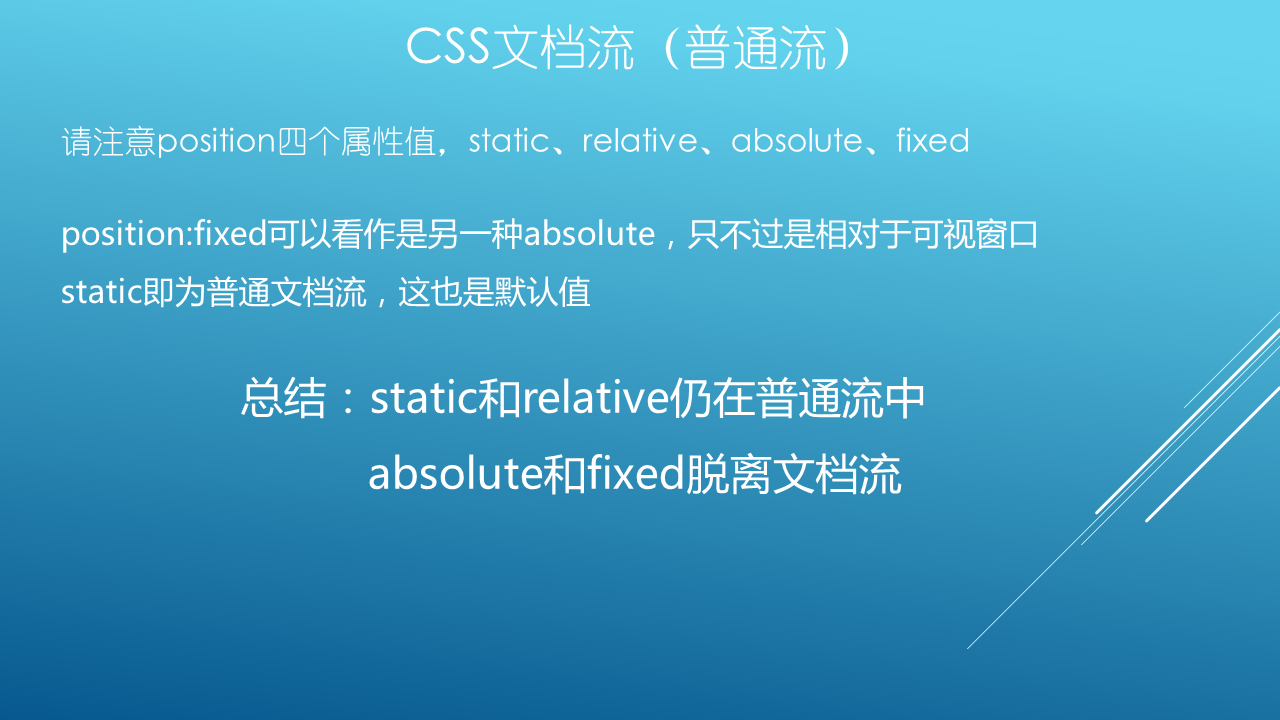 CSS文档流（普通流）
请注意position四个属性值，static、relative、absolute、fixed
position:fixed可以看作是另一种absolute，只不过是相对于可视窗口
static即为普通文档流，这也是默认值
总结：static和relative仍在普通流中
absolute和fixed脱离文档流